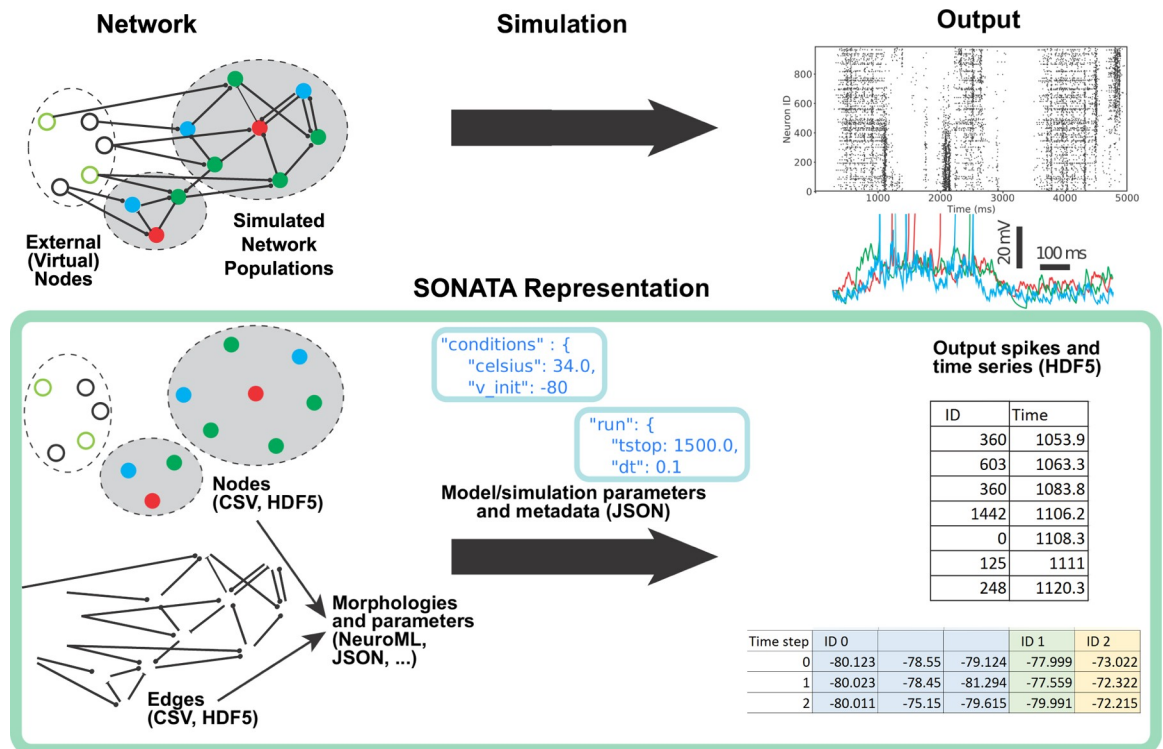 Network
Simulation
Output
External
(Virtual)
Nodes
Simulated
Network
Populations
Neuron ID
800
600
400
200
0
1000 2000 3000 4000 5000
Time (ms)
20 mV
100 ms
SONATA Representation
Nodes
(CSV, HDF5)
Edges
(CSV, HDF5)
Morphologies
and parameters
(NeuroML,
JSON, ...)
"conditions" : {
"celsius": 34.0,
"v_init": -80
"run": {
"tstop: 1500.0,
"dt": 0.1
Model/simulation parameters
and metadata (JSON)
Output spikes and
time series (HDF5)
ID Time
360 1053.9
603 1063.3
360 1083.8
1442 1106.2
0 1108.3
125 1111
248 1120.3
Time step ID 0 ID 1 ID 2
0 -80.123 -78.55 -79.124 -77.999 -73.022
1 -80.023 -78.45 -81.294 -77.559 -72.322
2 -80.011 -75.15 -79.615 -79.991 -72.215